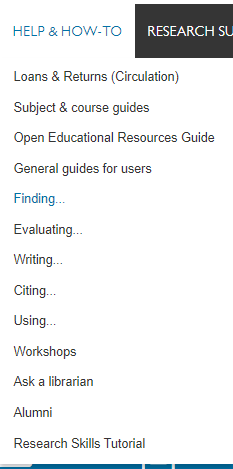 HELP & HOW-TO RESEARCH SU
Loans & Returns (Circulation)
Subject & course guides
Open Educational Resources Guide
General guides for users
Finding...
Evaluating...
Writing...
Citing...
Using...
Workshops
Ask a librarian
Alumni
Research Skills Tutorial